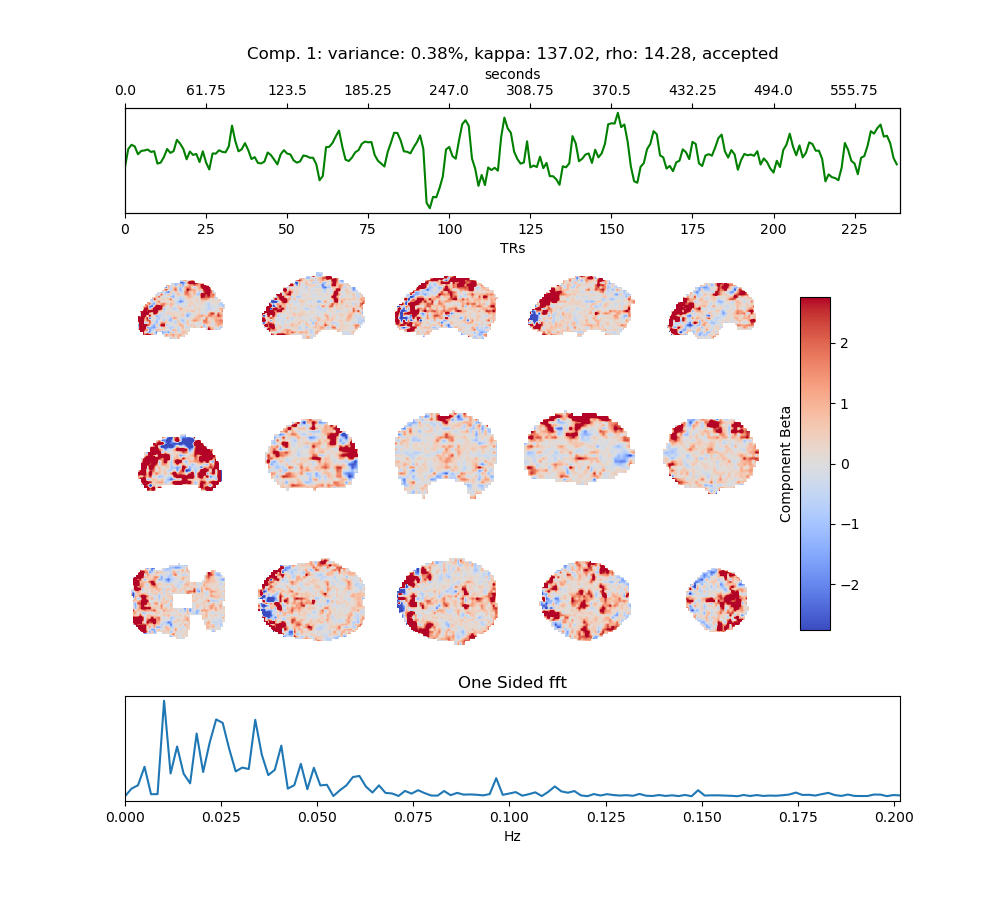 Comp. 1: variance: 0.38%, kappa: 137.02, rho: 14.28, accepted
seconds
0.0 61.75 123.5 185.25 247.0 308.75 370.5 432.25 494.0 555.75
0 25 50 75 100 125 150 175 200 225
TRs
2
1
0
−1
−2
Component Beta
One Sided fft
0.000 0.025 0.050 0.075 0.100 0.125 0.150 0.175 0.200
Hz